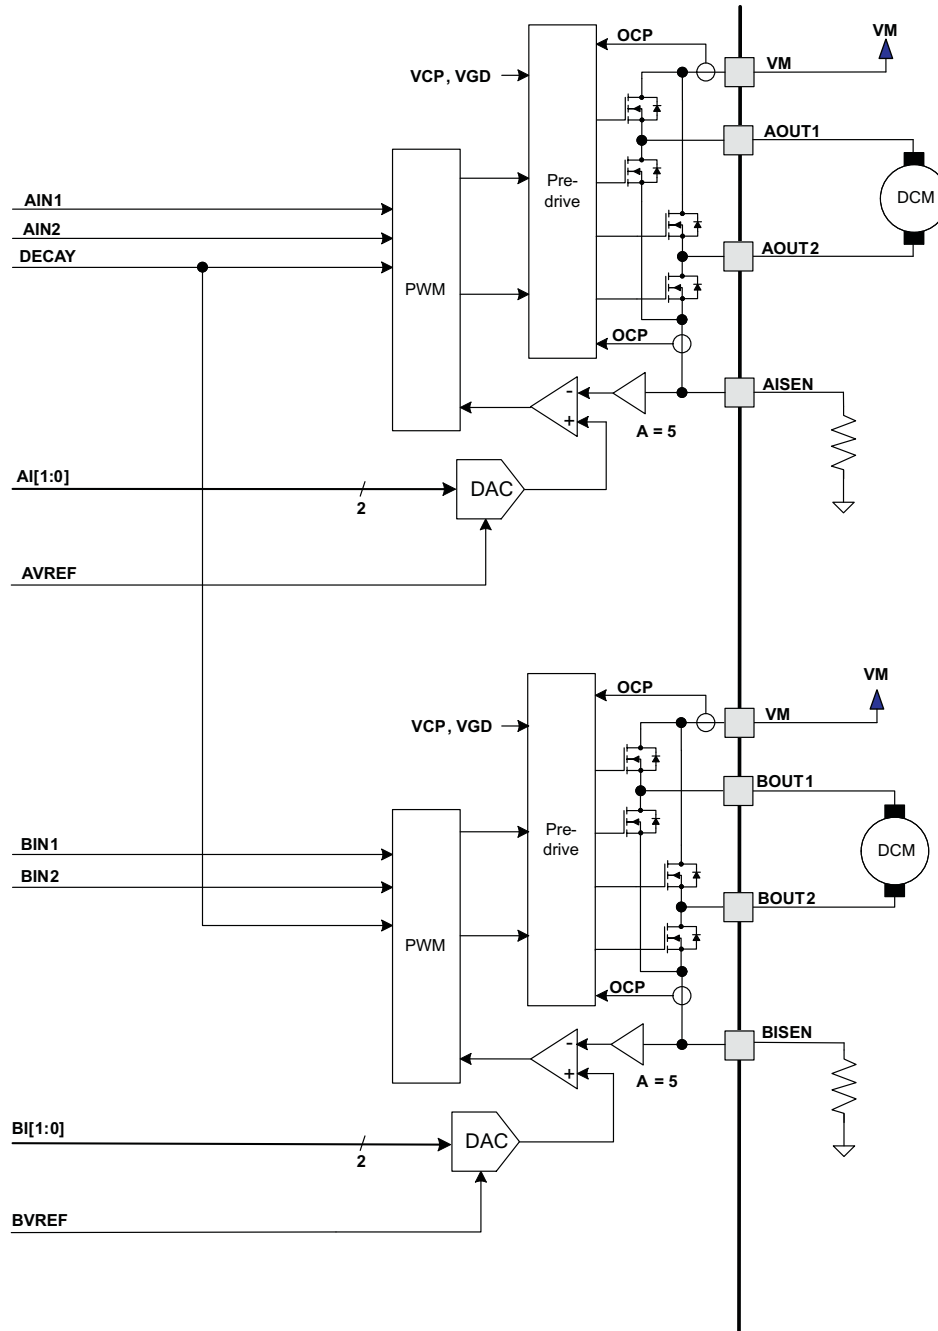 OCP
VM
VCP, VGD
VM
AOUT1
Pre-
drive
AIN1
DCM
AIN2
AOUT2
DECAY
PWM
OCP
AISEN
-
+
A = 5
AI[1:0]
2
DAC
AVREF
VM
OCP
VM
VCP, VGD
BOUT1
Pre-
drive
BIN1
DCM
BIN2
BOUT2
PWM
OCP
BISEN
-
+
A = 5
BI[1:0]
2
DAC
BVREF